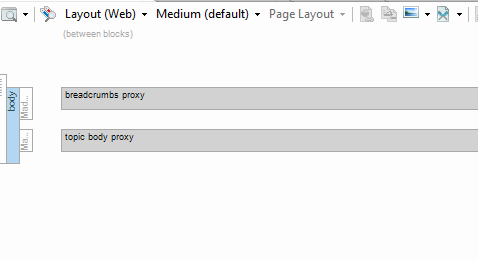 Layout (Web) Medium (default) Page Layout
(between blocks)
body
Mad...
breadcrumbs proxy
Ma...
topic body proxy